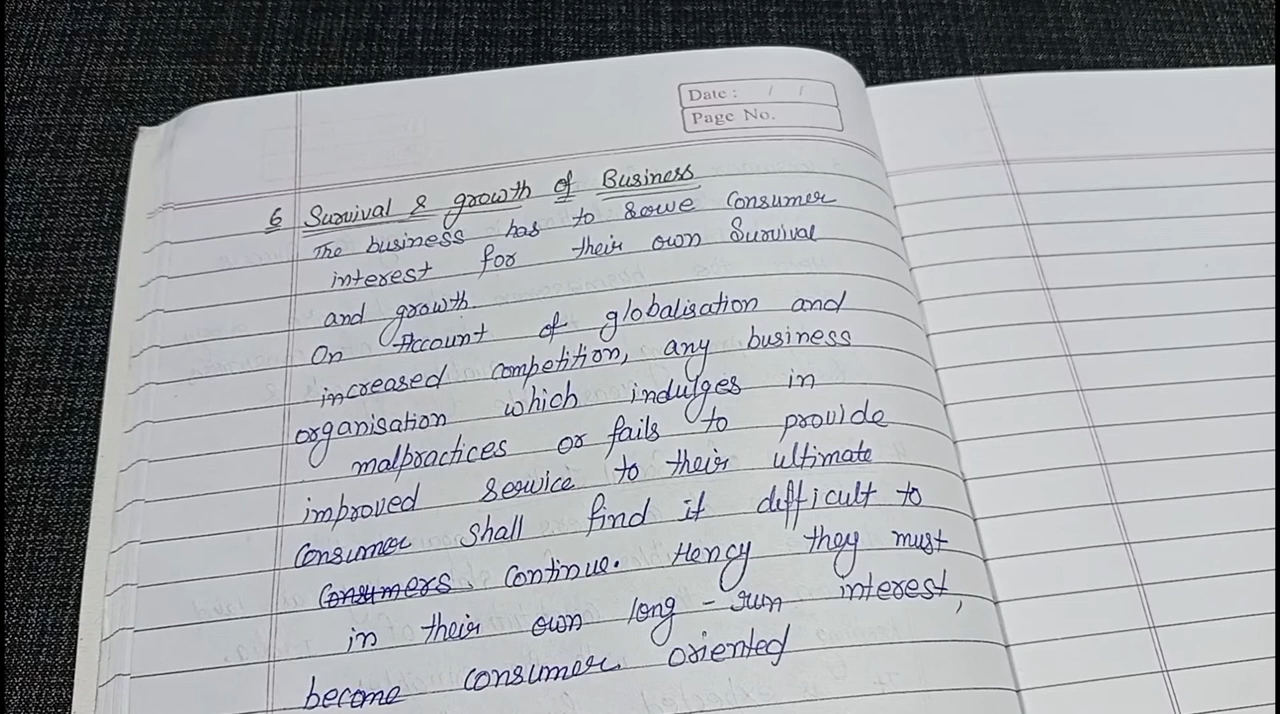 Date : / /
Page No.
6 Survival & growth of Business
The business has to serve consumer
interest for their own Survival
and growth.
On Account of globalisation and
increased competition, any business
organisation which indulges in
malpractices or fails to provide
improved service to their ultimate
Consumer shall find it difficult to
Consumers. Continue. Hency they must
in their own long - run interest,
become consumer oriented